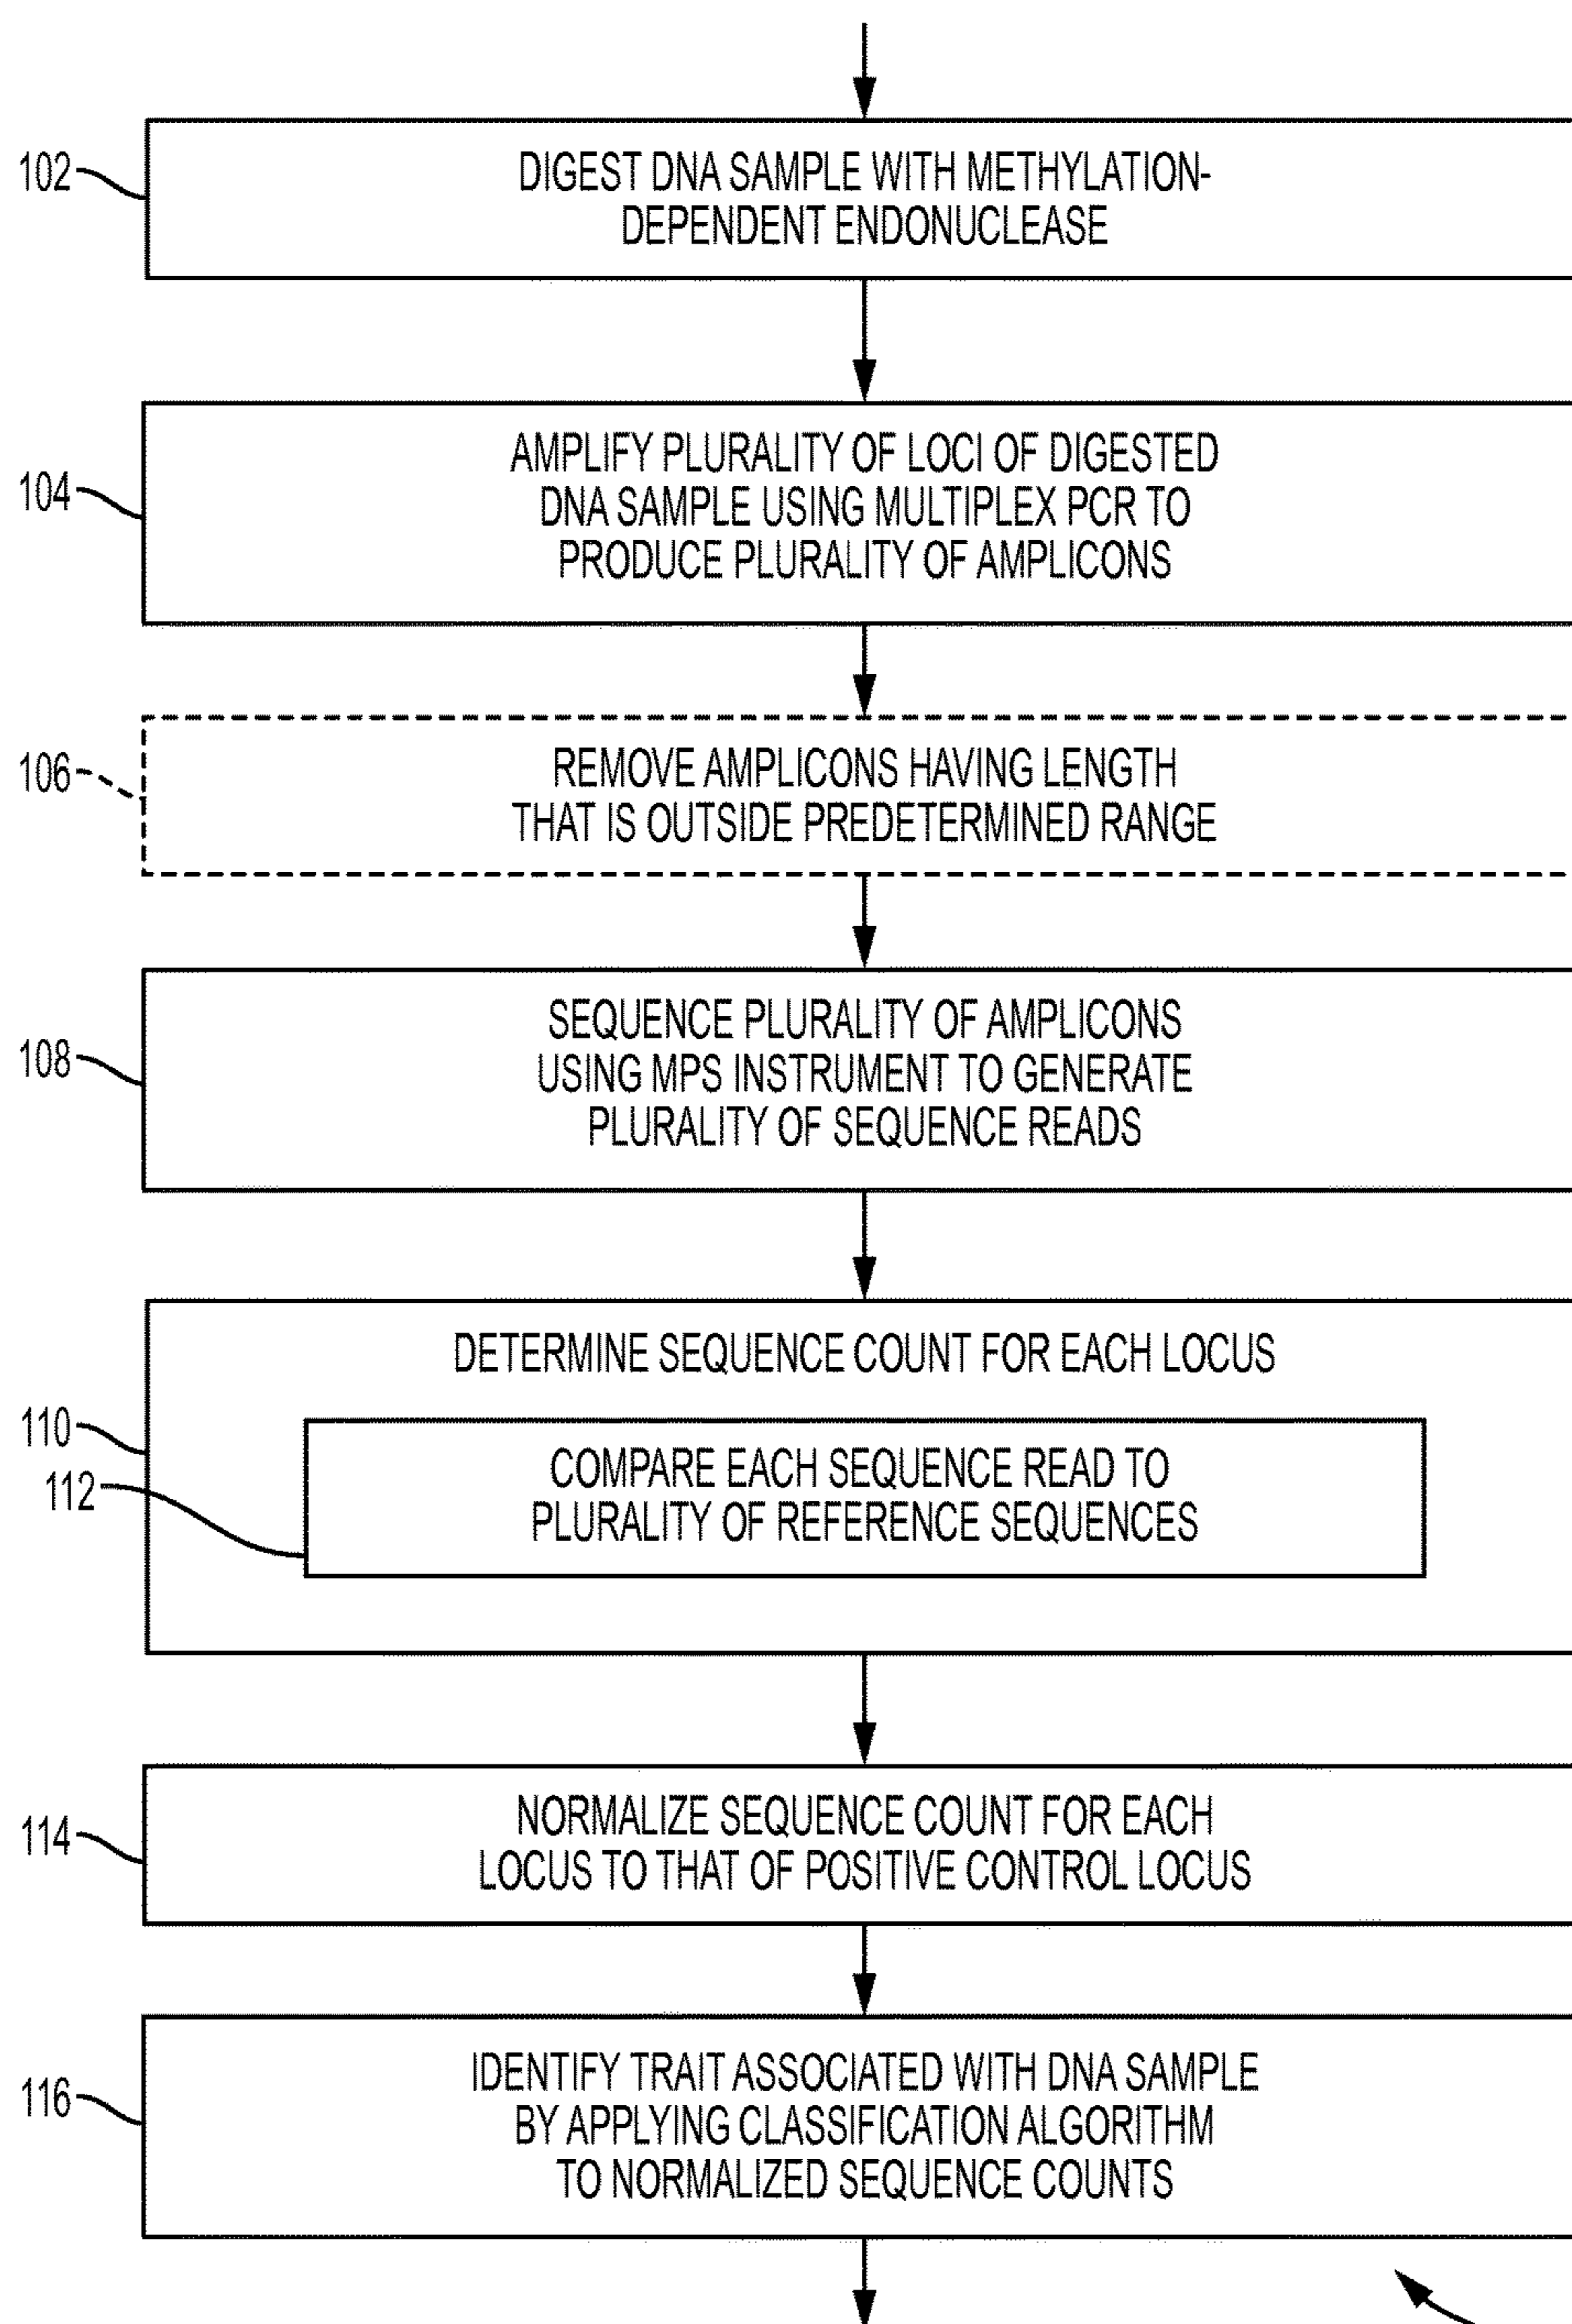 102
DIGEST DNA SAMPLE WITH METHYLATION-
DEPENDENT ENDONUCLEASE
104
AMPLIFY PLURALITY OF LOCI OF DIGESTED
DNA SAMPLE USING MULTIPLEX PCR TO
PRODUCE PLURALITY OF AMPLICONS
106
REMOVE AMPLICONS HAVING LENGTH
THAT IS OUTSIDE PREDETERMINED RANGE
108
SEQUENCE PLURALITY OF AMPLICONS
USING MPS INSTRUMENT TO GENERATE
PLURALITY OF SEQUENCE READS
110
DETERMINE SEQUENCE COUNT FOR EACH LOCUS
112
COMPARE EACH SEQUENCE READ TO
PLURALITY OF REFERENCE SEQUENCES
114
NORMALIZE SEQUENCE COUNT FOR EACH
LOCUS TO THAT OF POSITIVE CONTROL LOCUS
116
IDENTIFY TRAIT ASSOCIATED WITH DNA SAMPLE
BY APPLYING CLASSIFICATION ALGORITHM
TO NORMALIZED SEQUENCE COUNTS